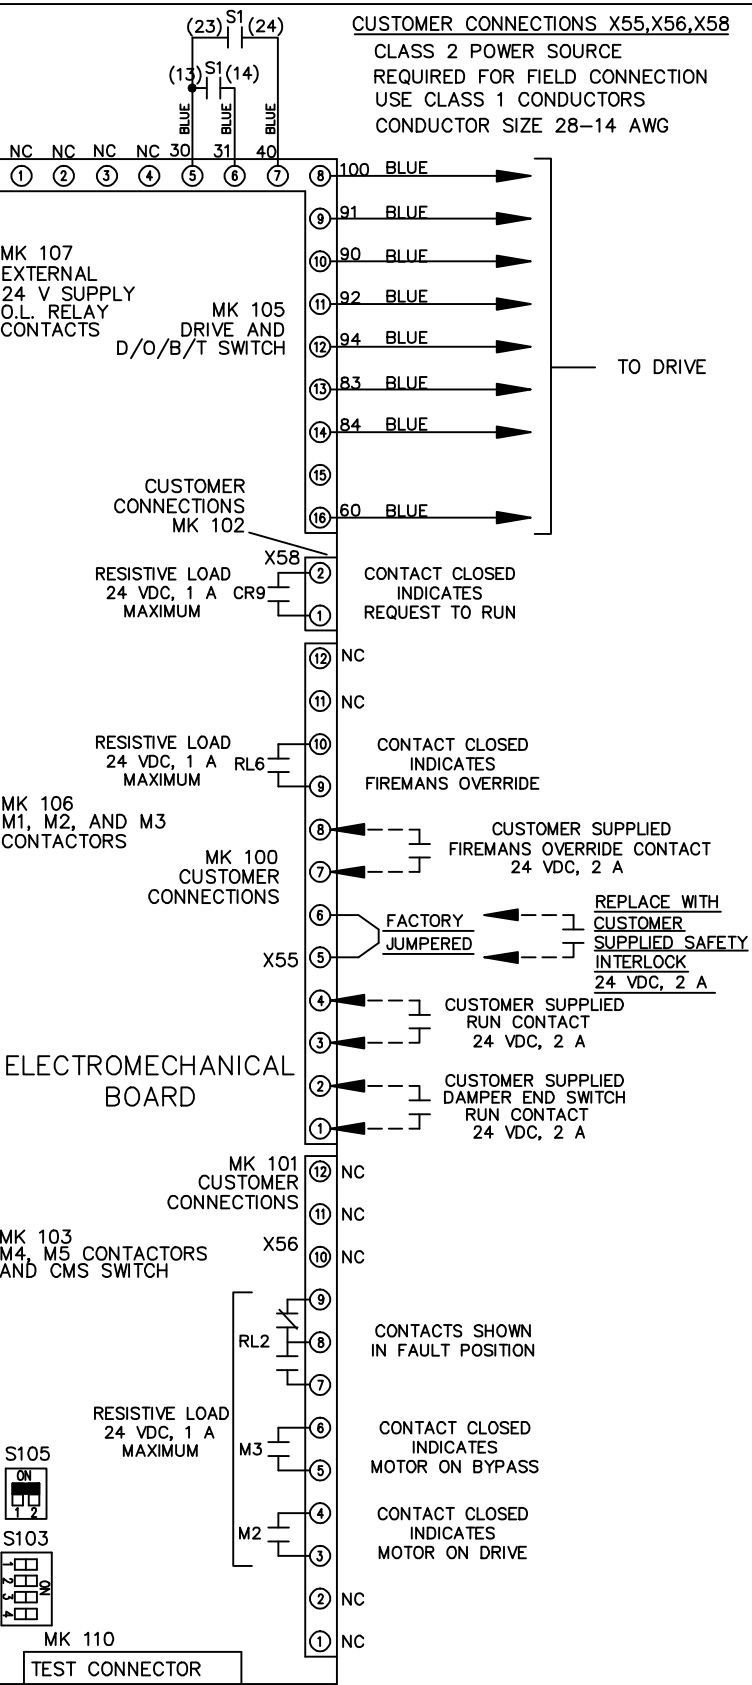 CUSTOMER CONNECTIONS X55,X56,X58
CLASS 2 POWER SOURCE
REQUIRED FOR FIELD CONNECTION
USE CLASS 1 CONDUCTORS
CONDUCTOR SIZE 28-14 AWG
(23) S1 (24)
(13) S1 (14)
BLUE BLUE BLUE
NC NC NC NC 30 31 40
1 2 3 4 5 6 7
8 100 BLUE
9 91 BLUE
10 90 BLUE
11 92 BLUE
12 94 BLUE
13 83 BLUE
14 84 BLUE
15
16 60 BLUE
TO DRIVE
MK 107
EXTERNAL
24 V SUPPLY
O.L. RELAY
CONTACTS
MK 105
DRIVE AND
D/O/B/T SWITCH
CUSTOMER
CONNECTIONS
MK 102
X58
2
1
RESISTIVE LOAD
24 VDC, 1 A
MAXIMUM
CR9
CONTACT CLOSED
INDICATES
REQUEST TO RUN
12 NC
11 NC
10
9
RESISTIVE LOAD
24 VDC, 1 A
MAXIMUM
RL6
CONTACT CLOSED
INDICATES
FIREMANS OVERRIDE
MK 106
M1, M2, AND M3
CONTACTORS
8
7
CUSTOMER SUPPLIED
FIREMANS OVERRIDE CONTACT
24 VDC, 2 A
MK 100
CUSTOMER
CONNECTIONS
X55
6
5
FACTORY
JUMPERED
REPLACE WITH
CUSTOMER
SUPPLIED SAFETY
INTERLOCK
24 VDC, 2 A
4
3
CUSTOMER SUPPLIED
RUN CONTACT
24 VDC, 2 A
ELECTROMECHANICAL
BOARD
2
1
CUSTOMER SUPPLIED
DAMPER END SWITCH
RUN CONTACT
24 VDC, 2 A
MK 101
CUSTOMER
CONNECTIONS
X56
12 NC
11 NC
10 NC
MK 103
M4, M5 CONTACTORS
AND CMS SWITCH
9
8
7
RL2
CONTACTS SHOWN
IN FAULT POSITION
RESISTIVE LOAD
24 VDC, 1 A
MAXIMUM
6
5
M3
CONTACT CLOSED
INDICATES
MOTOR ON BYPASS
4
3
M2
CONTACT CLOSED
INDICATES
MOTOR ON DRIVE
2 NC
1 NC
S105
ON
1 2
S103
1
2
3
4
ON
MK 110
TEST CONNECTOR